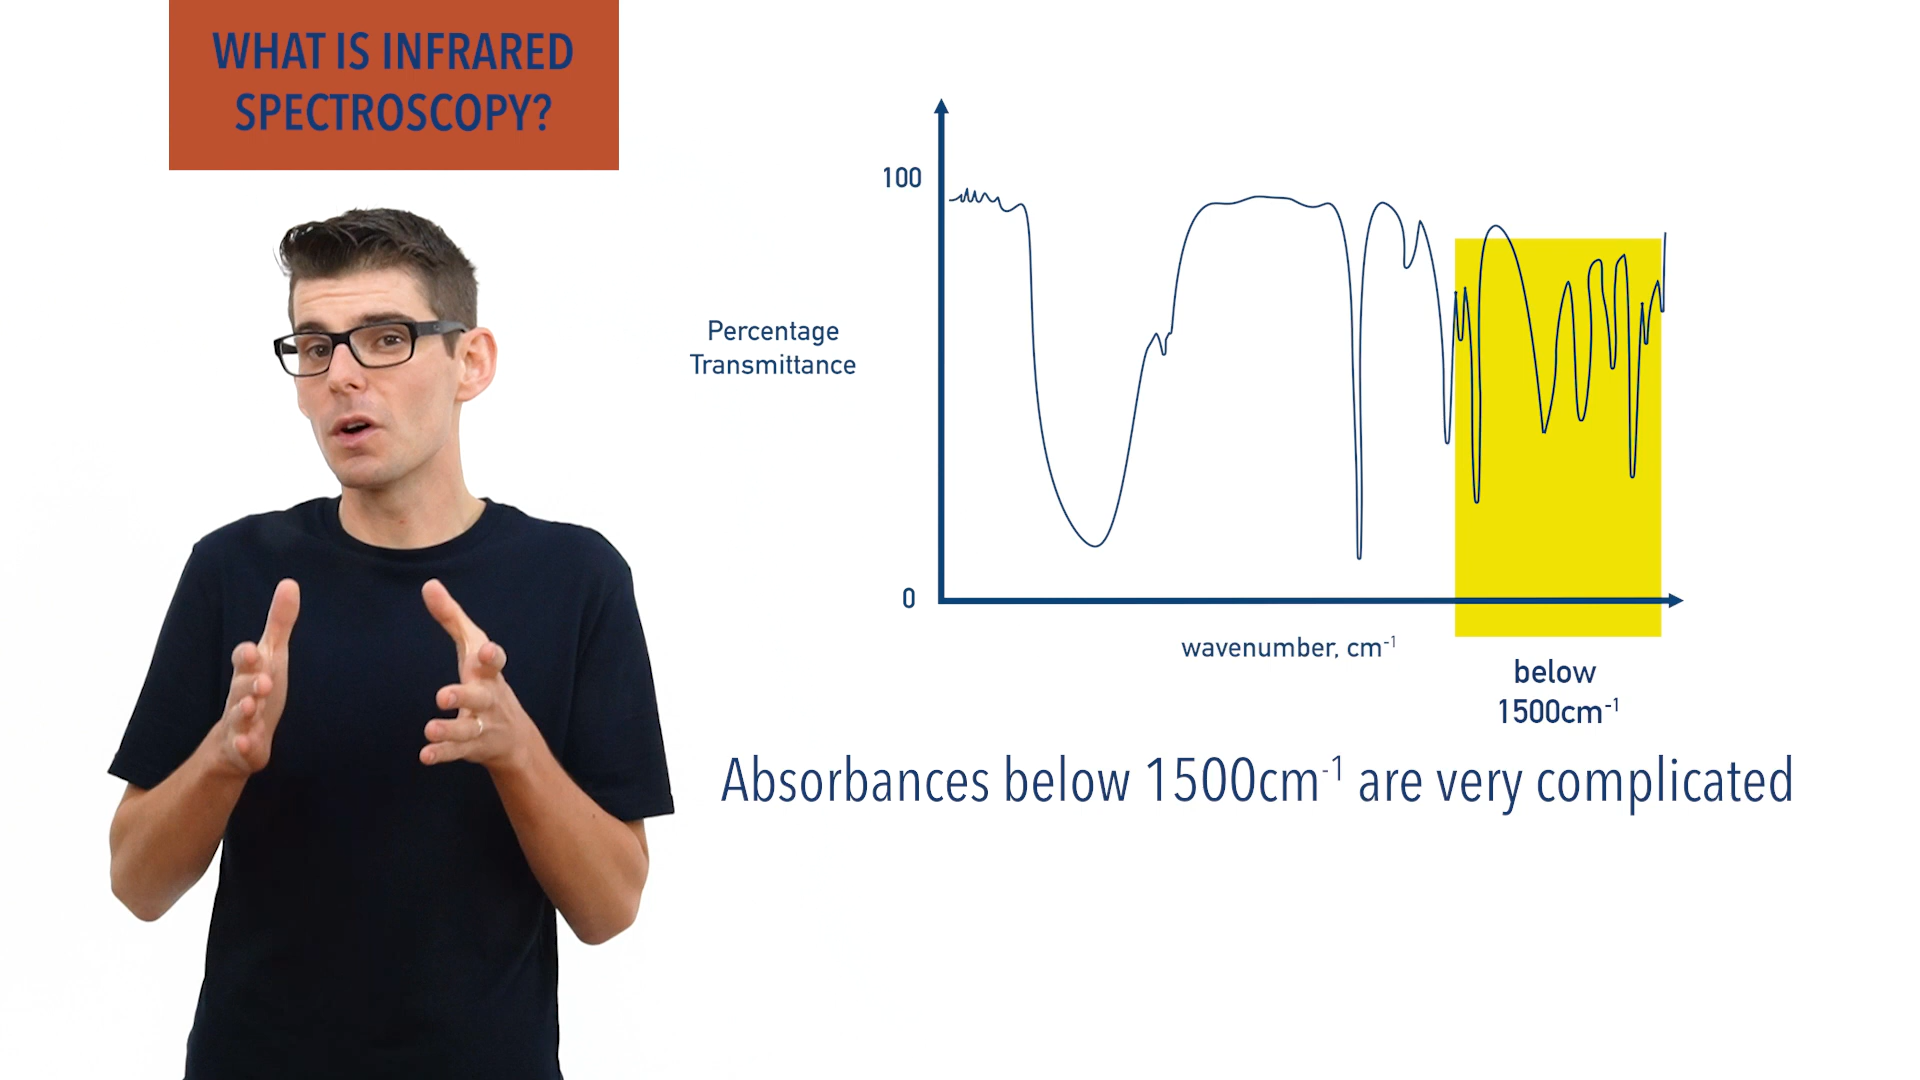 WHAT IS INFRARED
SPECTROSCOPY?
100
Percentage
Transmittance
0
wavenumber, cm⁻¹
below
1500cm⁻¹
Absorbances below 1500cm⁻¹ are very complicated